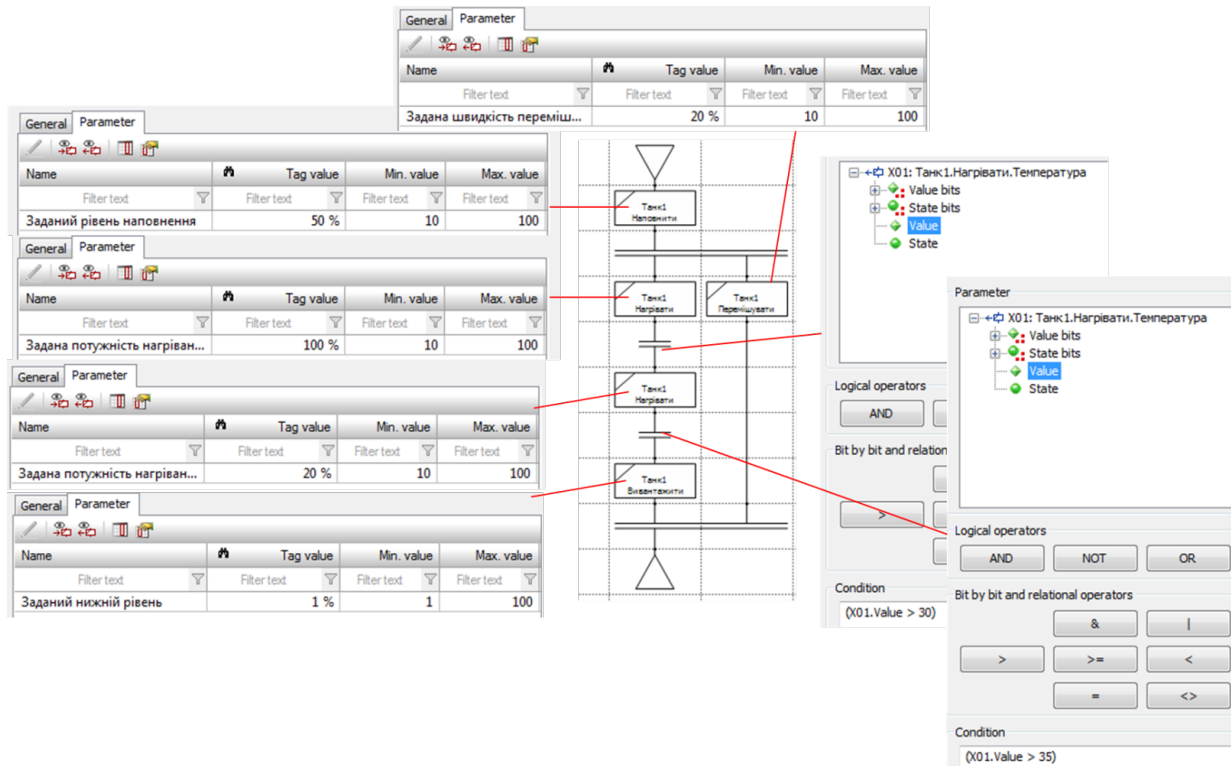 General Parameter
Name Tag value Min. value Max. value
Filter text Filter text Filter text Filter text
Задана швидкість переміш... 20 % 10 100
General Parameter
Name Tag value Min. value Max. value
Filter text Filter text Filter text Filter text
Заданий рівень наповнення 50 % 10 100
General Parameter
Name Tag value Min. value Max. value
Filter text Filter text Filter text Filter text
Задана потужність нагріван... 100 % 10 100
General Parameter
Name Tag value Min. value Max. value
Filter text Filter text Filter text Filter text
Задана потужність нагріван... 20 % 10 100
General Parameter
Name Tag value Min. value Max. value
Filter text Filter text Filter text Filter text
Заданий нижній рівень 1 % 1 100
Танк1
Наповнити
Танк1
Нагрівати
Танк1
Перемішувати
Танк1
Нагрівати
Танк1
Вивантажити
X01: Танк1.Нагрівати.Температура
Value bits
State bits
Value
State
Logical operators
AND
Bit by bit and relation
>
Condition
(X01.Value > 30)
Parameter
X01: Танк1.Нагрівати.Температура
Value bits
State bits
Value
State
Logical operators
AND NOT OR
Bit by bit and relational operators
& |
> >= <
= <>
Condition
(X01.Value > 35)